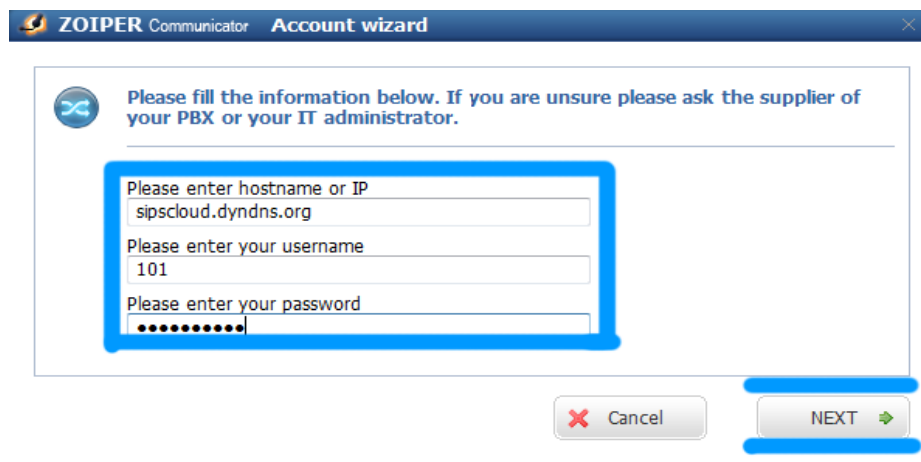 ZOIPER Communicator Account wizard
Please fill the information below. If you are unsure please ask the supplier of
your PBX or your IT administrator.
Please enter hostname or IP
sipscloud.dyndns.org
Please enter your username
101
Please enter your password
●●●●●●●●●●
Cancel
NEXT